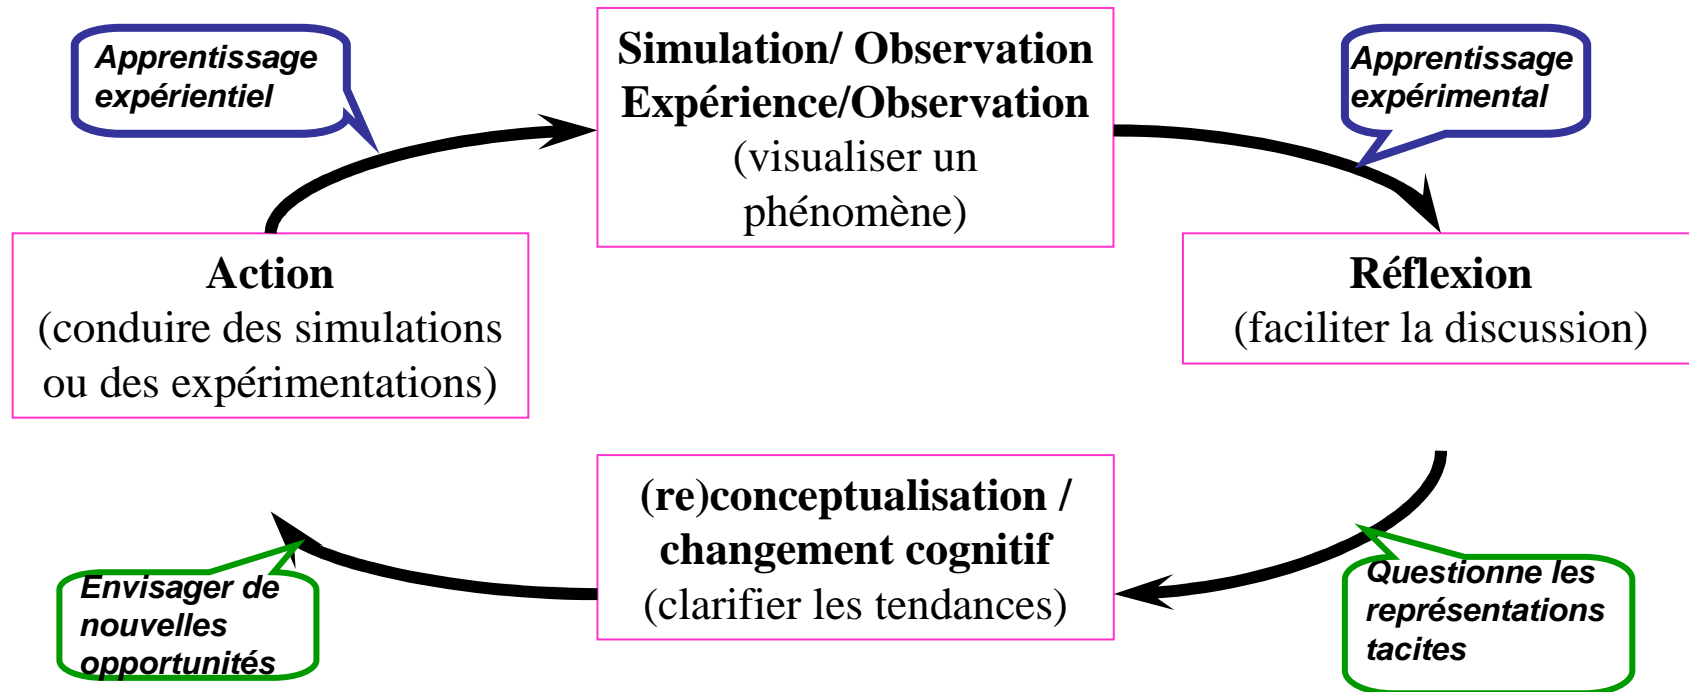 Apprentissage
expérientiel
Simulation/ Observation
Expérience/Observation
(visualiser un
phénomène)
Apprentissage
expérimental
Action
(conduire des simulations
ou des expérimentations)
Réflexion
(faciliter la discussion)
(re)conceptualisation /
changement cognitif
(clarifier les tendances)
Envisager de
nouvelles
opportunités
Questionne les
représentations
tacites